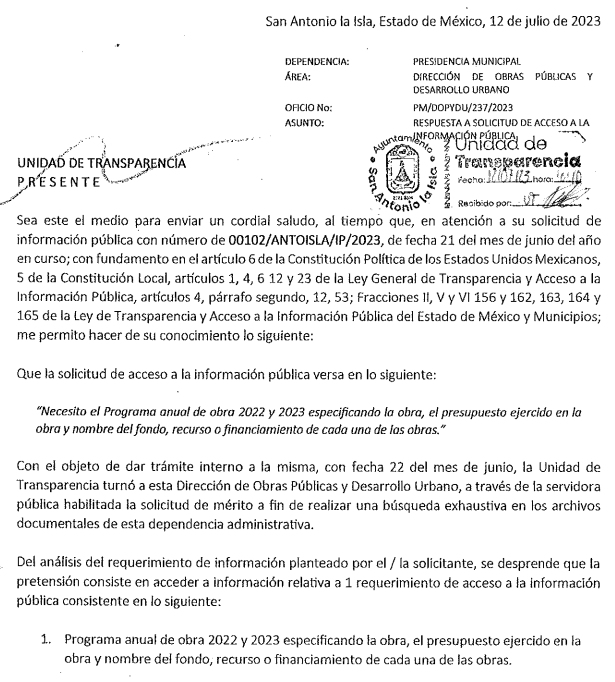 San Antonio la Isla, Estado de México, 12 de julio de 2023
DEPENDENCIA: PRESIDENCIA MUNICIPAL
ÁREA: DIRECCIÓN DE OBRAS PÚBLICAS Y
DESARROLLO URBANO
OFICIO No: PM/DOPYDU/237/2023
ASUNTO: RESPUESTA A SOLICITUD DE ACCESO A LA
INFORMACIÓN PÚBLICA
Ayuntamiento
San Antonio la Isla
Unidad de
Transparencia
Fecha: hora:
Recibido por:
UNIDAD DE TRANSPARENCIA
P R E S E N T E
Sea este el medio para enviar un cordial saludo, al tiempo que, en atención a su solicitud de
información pública con número de 00102/ANTOISLA/IP/2023, de fecha 21 del mes de junio del año
en curso; con fundamento en el artículo 6 de la Constitución Política de los Estados Unidos Mexicanos,
5 de la Constitución Local, artículos 1, 4, 6 12 y 23 de la Ley General de Transparencia y Acceso a la
Información Pública, artículos 4, párrafo segundo, 12, 53; Fracciones II, V y VI 156 y 162, 163, 164 y
165 de la Ley de Transparencia y Acceso a la Información Pública del Estado de México y Municipios;
me permito hacer de su conocimiento lo siguiente:
Que la solicitud de acceso a la información pública versa en lo siguiente:
“Necesito el Programa anual de obra 2022 y 2023 especificando la obra, el presupuesto ejercido en la
obra y nombre del fondo, recurso o financiamiento de cada una de las obras.”
Con el objeto de dar trámite interno a la misma, con fecha 22 del mes de junio, la Unidad de
Transparencia turnó a esta Dirección de Obras Públicas y Desarrollo Urbano, a través de la servidora
pública habilitada la solicitud de mérito a fin de realizar una búsqueda exhaustiva en los archivos
documentales de esta dependencia administrativa.
Del análisis del requerimiento de información planteado por el / la solicitante, se desprende que la
pretensión consiste en acceder a información relativa a 1 requerimiento de acceso a la información
pública consistente en lo siguiente:
1. Programa anual de obra 2022 y 2023 especificando la obra, el presupuesto ejercido en la
obra y nombre del fondo, recurso o financiamiento de cada una de las obras.